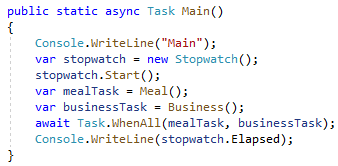 public static async Task Main()
{
Console.WriteLine("Main");
var stopwatch = new Stopwatch();
stopwatch.Start();
var mealTask = Meal();
var businessTask = Business();
await Task.WhenAll(mealTask, businessTask);
Console.WriteLine(stopwatch.Elapsed);
}